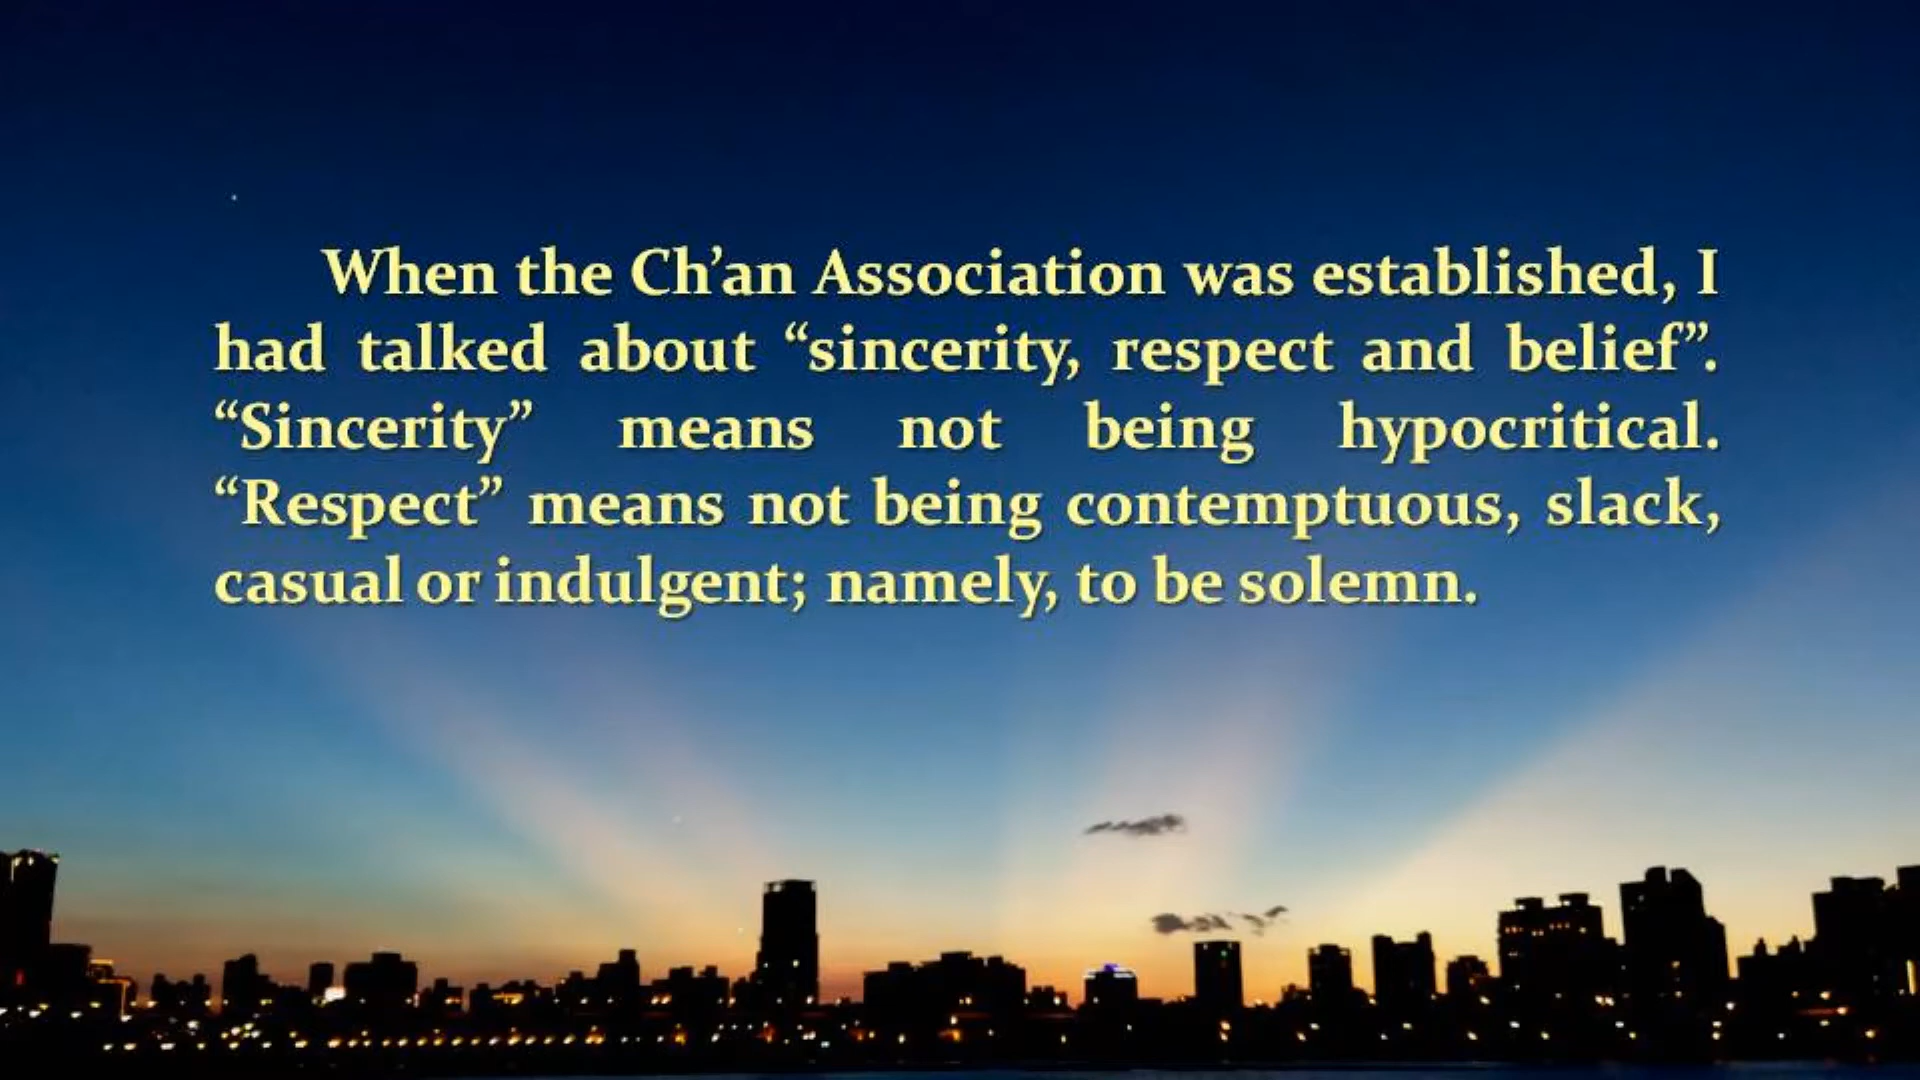 When the Ch’an Association was established, I
had talked about “sincerity, respect and belief”.
“Sincerity” means not being hypocritical.
“Respect” means not being contemptuous, slack,
casual or indulgent; namely, to be solemn.